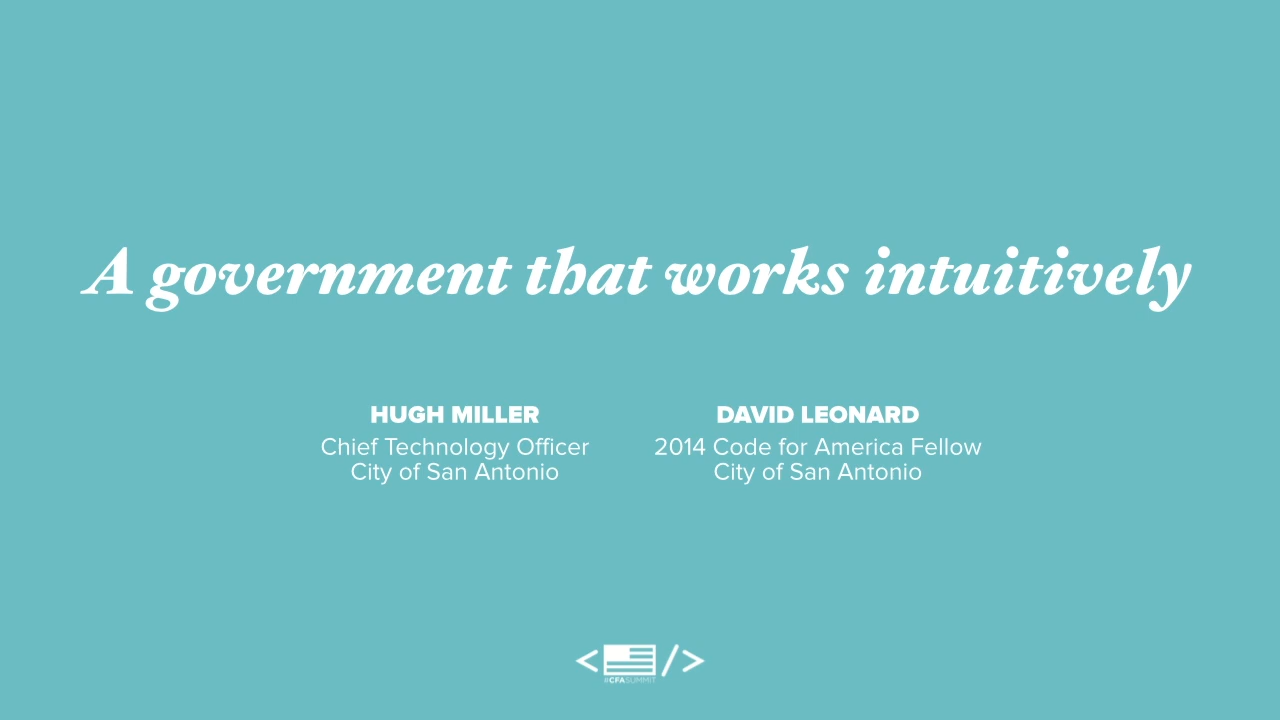 A government that works intuitively
HUGH MILLER
Chief Technology Officer
City of San Antonio
DAVID LEONARD
2014 Code for America Fellow
City of San Antonio
#CFASUMMIT